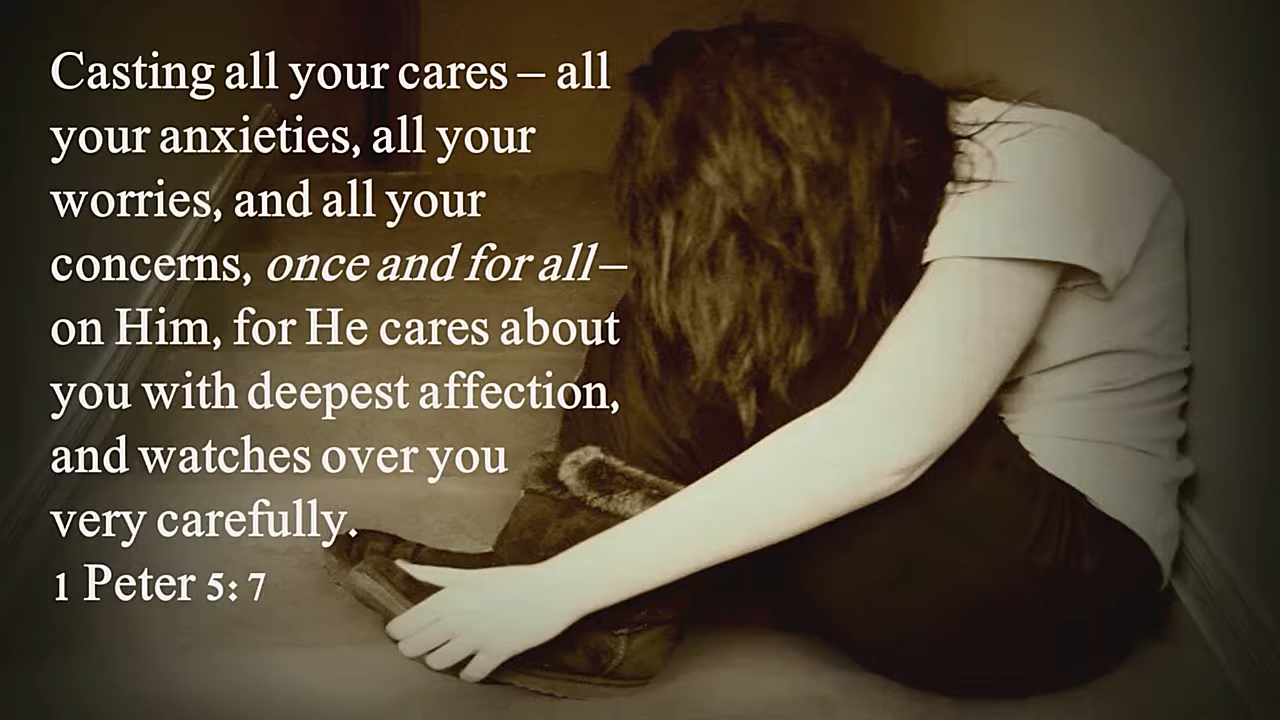 Casting all your cares – all
your anxieties, all your
worries, and all your
concerns, once and for all –
on Him, for He cares about
you with deepest affection,
and watches over you
very carefully.
1 Peter 5: 7